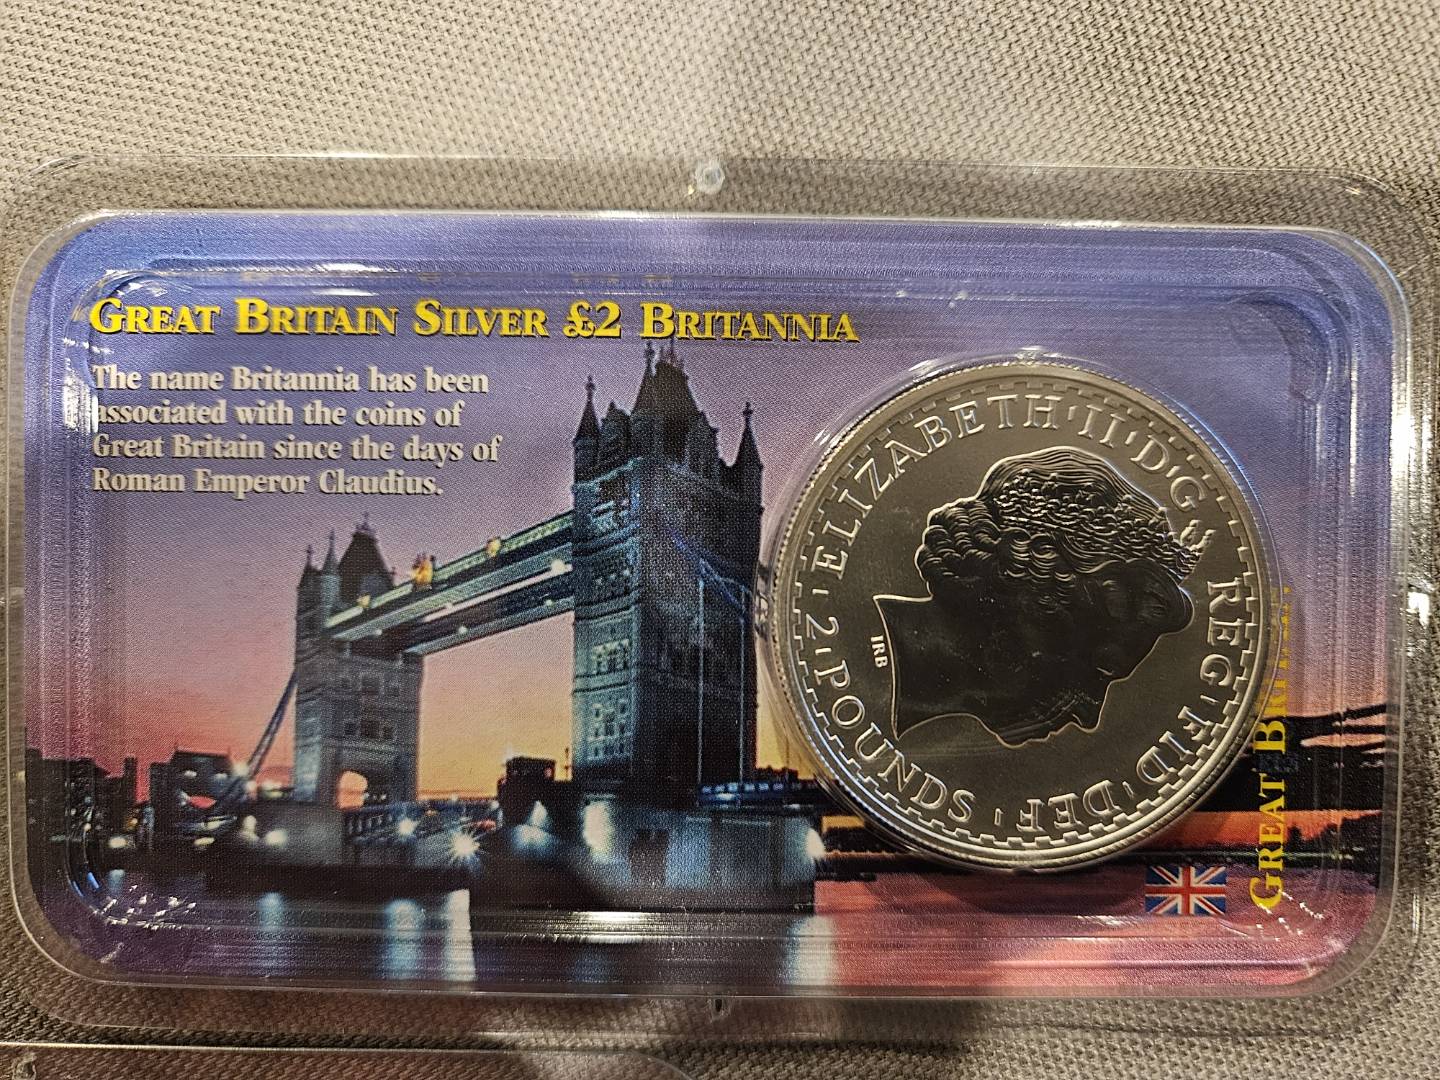 GREAT BRITAIN SILVER £2 BRITANNIA
The name Britannia has been
associated with the coins of
Great Britain since the days of
Roman Emperor Claudius.
ELIZABETH·II·D·G
REG·FID·DEF·
2·POUNDS
IRB
GREAT